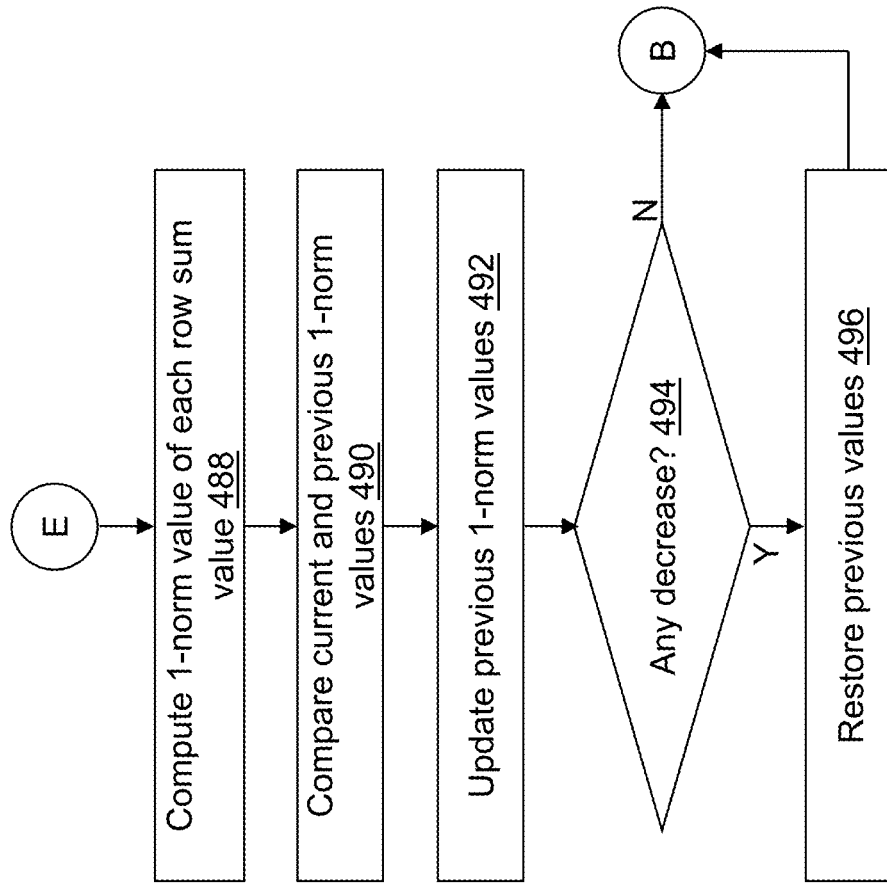 E
Compute 1-norm value of each row sum
value 488
Compare current and previous 1-norm
values 490
Update previous 1-norm values 492
Any decrease? 494
N
B
Y
Restore previous values 496